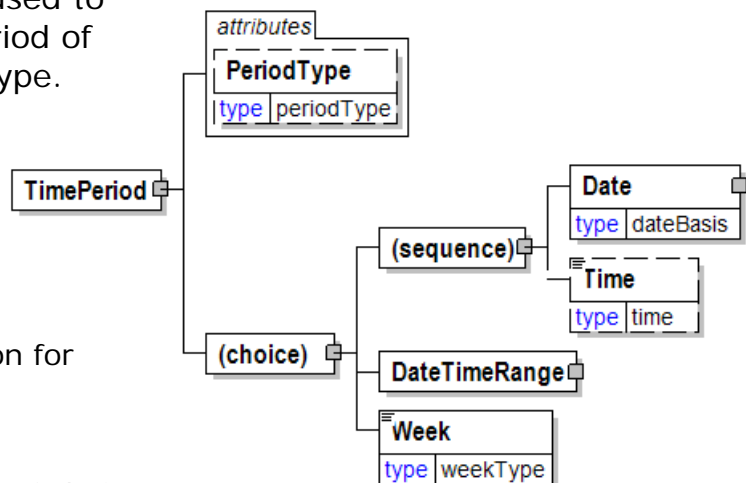 used to
riod of
ype.
attributes
PeriodType
type periodType
TimePeriod
Date
type dateBasis
(sequence)
Time
type time
on for
(choice)
DateTimeRange
Week
type weekType